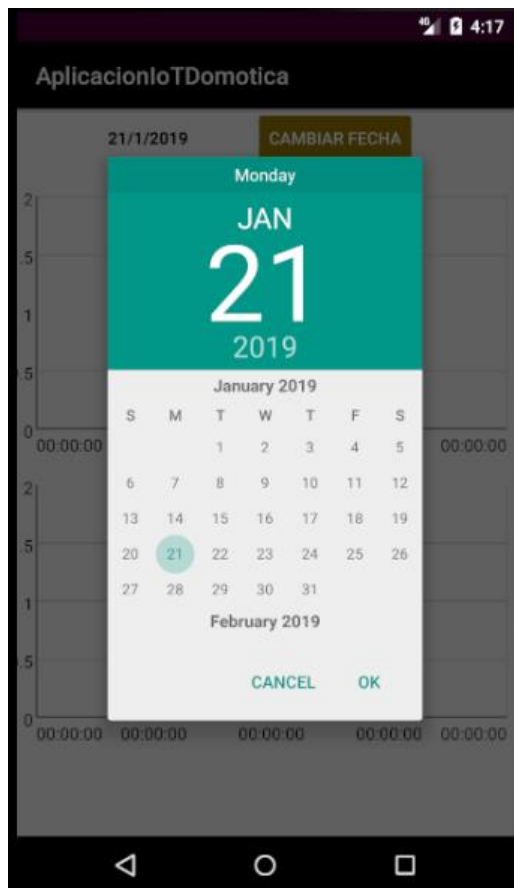 4G 4:17
AplicacionIoTDomotica
21/1/2019 CAMBIAR FECHA
Monday
JAN
21
2019
January 2019
S M T W T F S
1 2 3 4 5
6 7 8 9 10 11 12
13 14 15 16 17 18 19
20 21 22 23 24 25 26
27 28 29 30 31
February 2019
CANCEL OK
2
.5
1
0.5
0
00:00:00 00:00:00
2
.5
1
.5
0
00:00:00 00:00:00 00:00:00 00:00:00 00:00:00